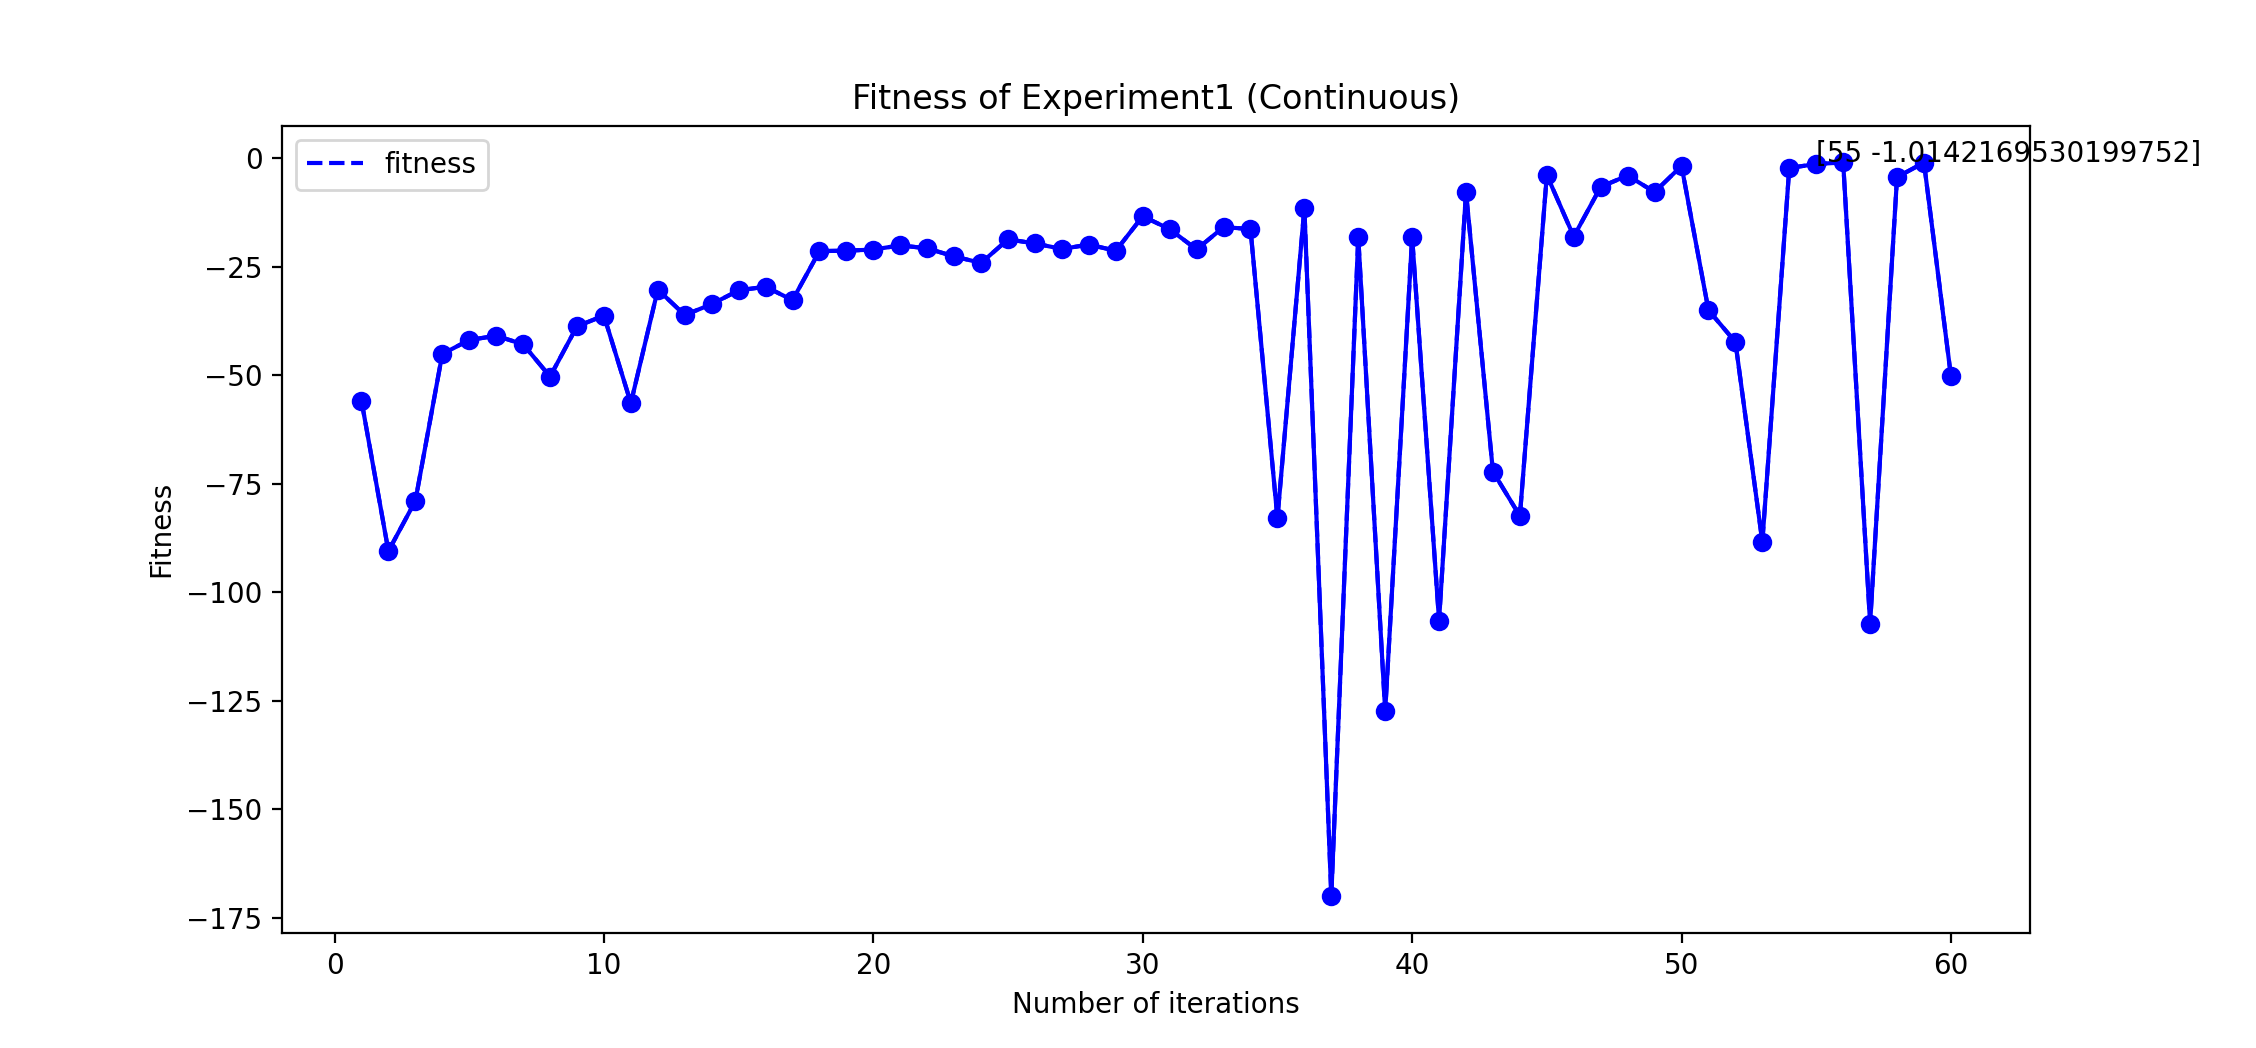 Fitness of Experiment1 (Continuous)
fitness
[55 -1.0142169530199752]
0
−25
−50
−75
−100
−125
−150
−175
Fitness
0 10 20 30 40 50 60
Number of iterations